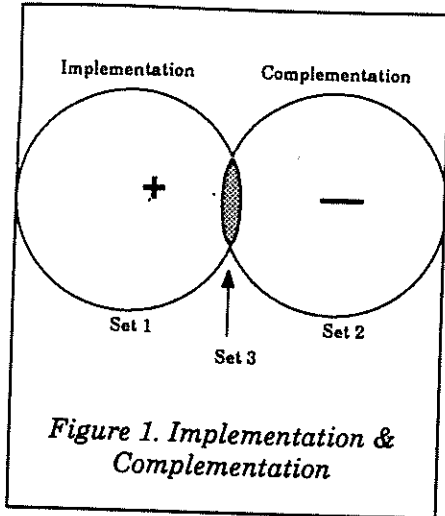 Implementation Complementation
+ —
Set 1 Set 2
Set 3
Figure 1. Implementation &
Complementation